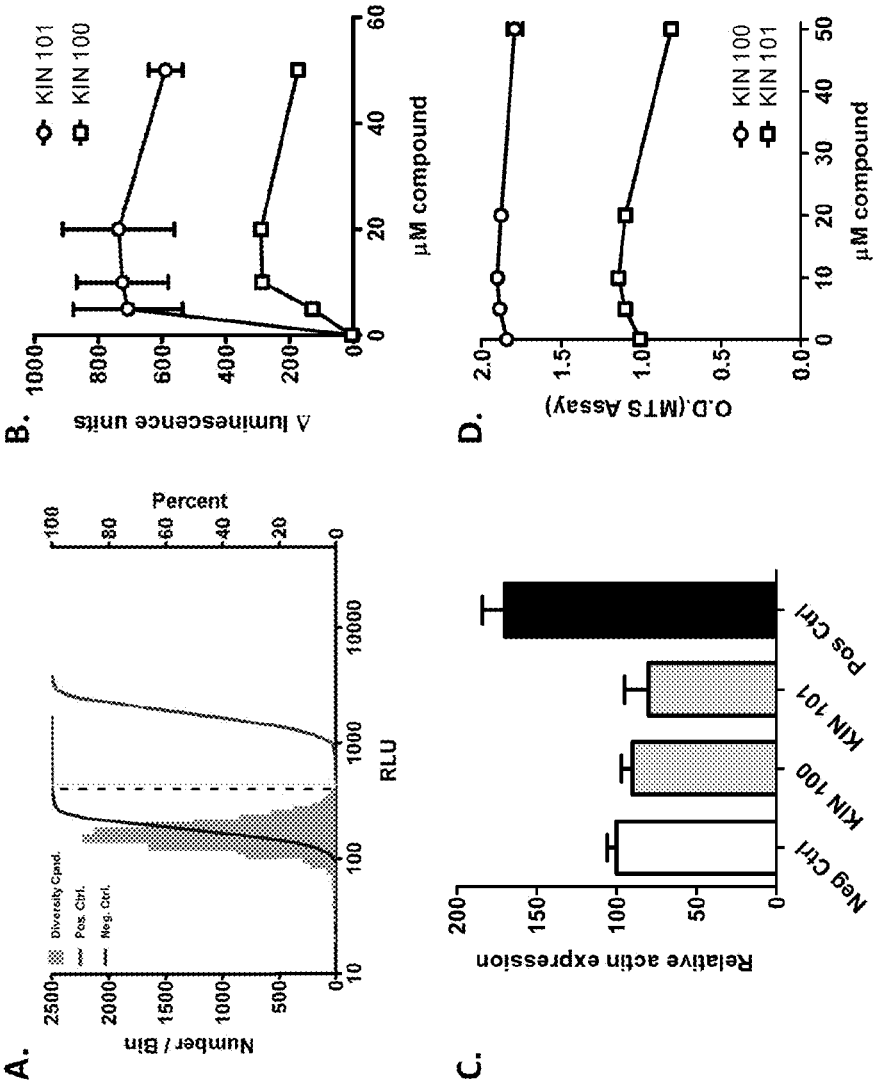 A.
2500
2000
1500
1000
500
0
Number / Bin
Diversity Cpnd.
Pos. Ctrl.
Neg. Ctrl.
100
80
60
40
20
0
Percent
10
100
1000
10000
RLU
B.
1000
800
600
400
200
0
Δ luminescence units
KIN 101
KIN 100
0
20
40
60
μM compound
C.
200
150
100
50
0
Relative actin expression
Neg Ctrl
KIN 100
KIN 101
Pos Ctrl
D.
2.0
1.5
1.0
0.5
0.0
O.D.(MTS Assay)
KIN 100
KIN 101
0
10
20
30
40
50
μM compound